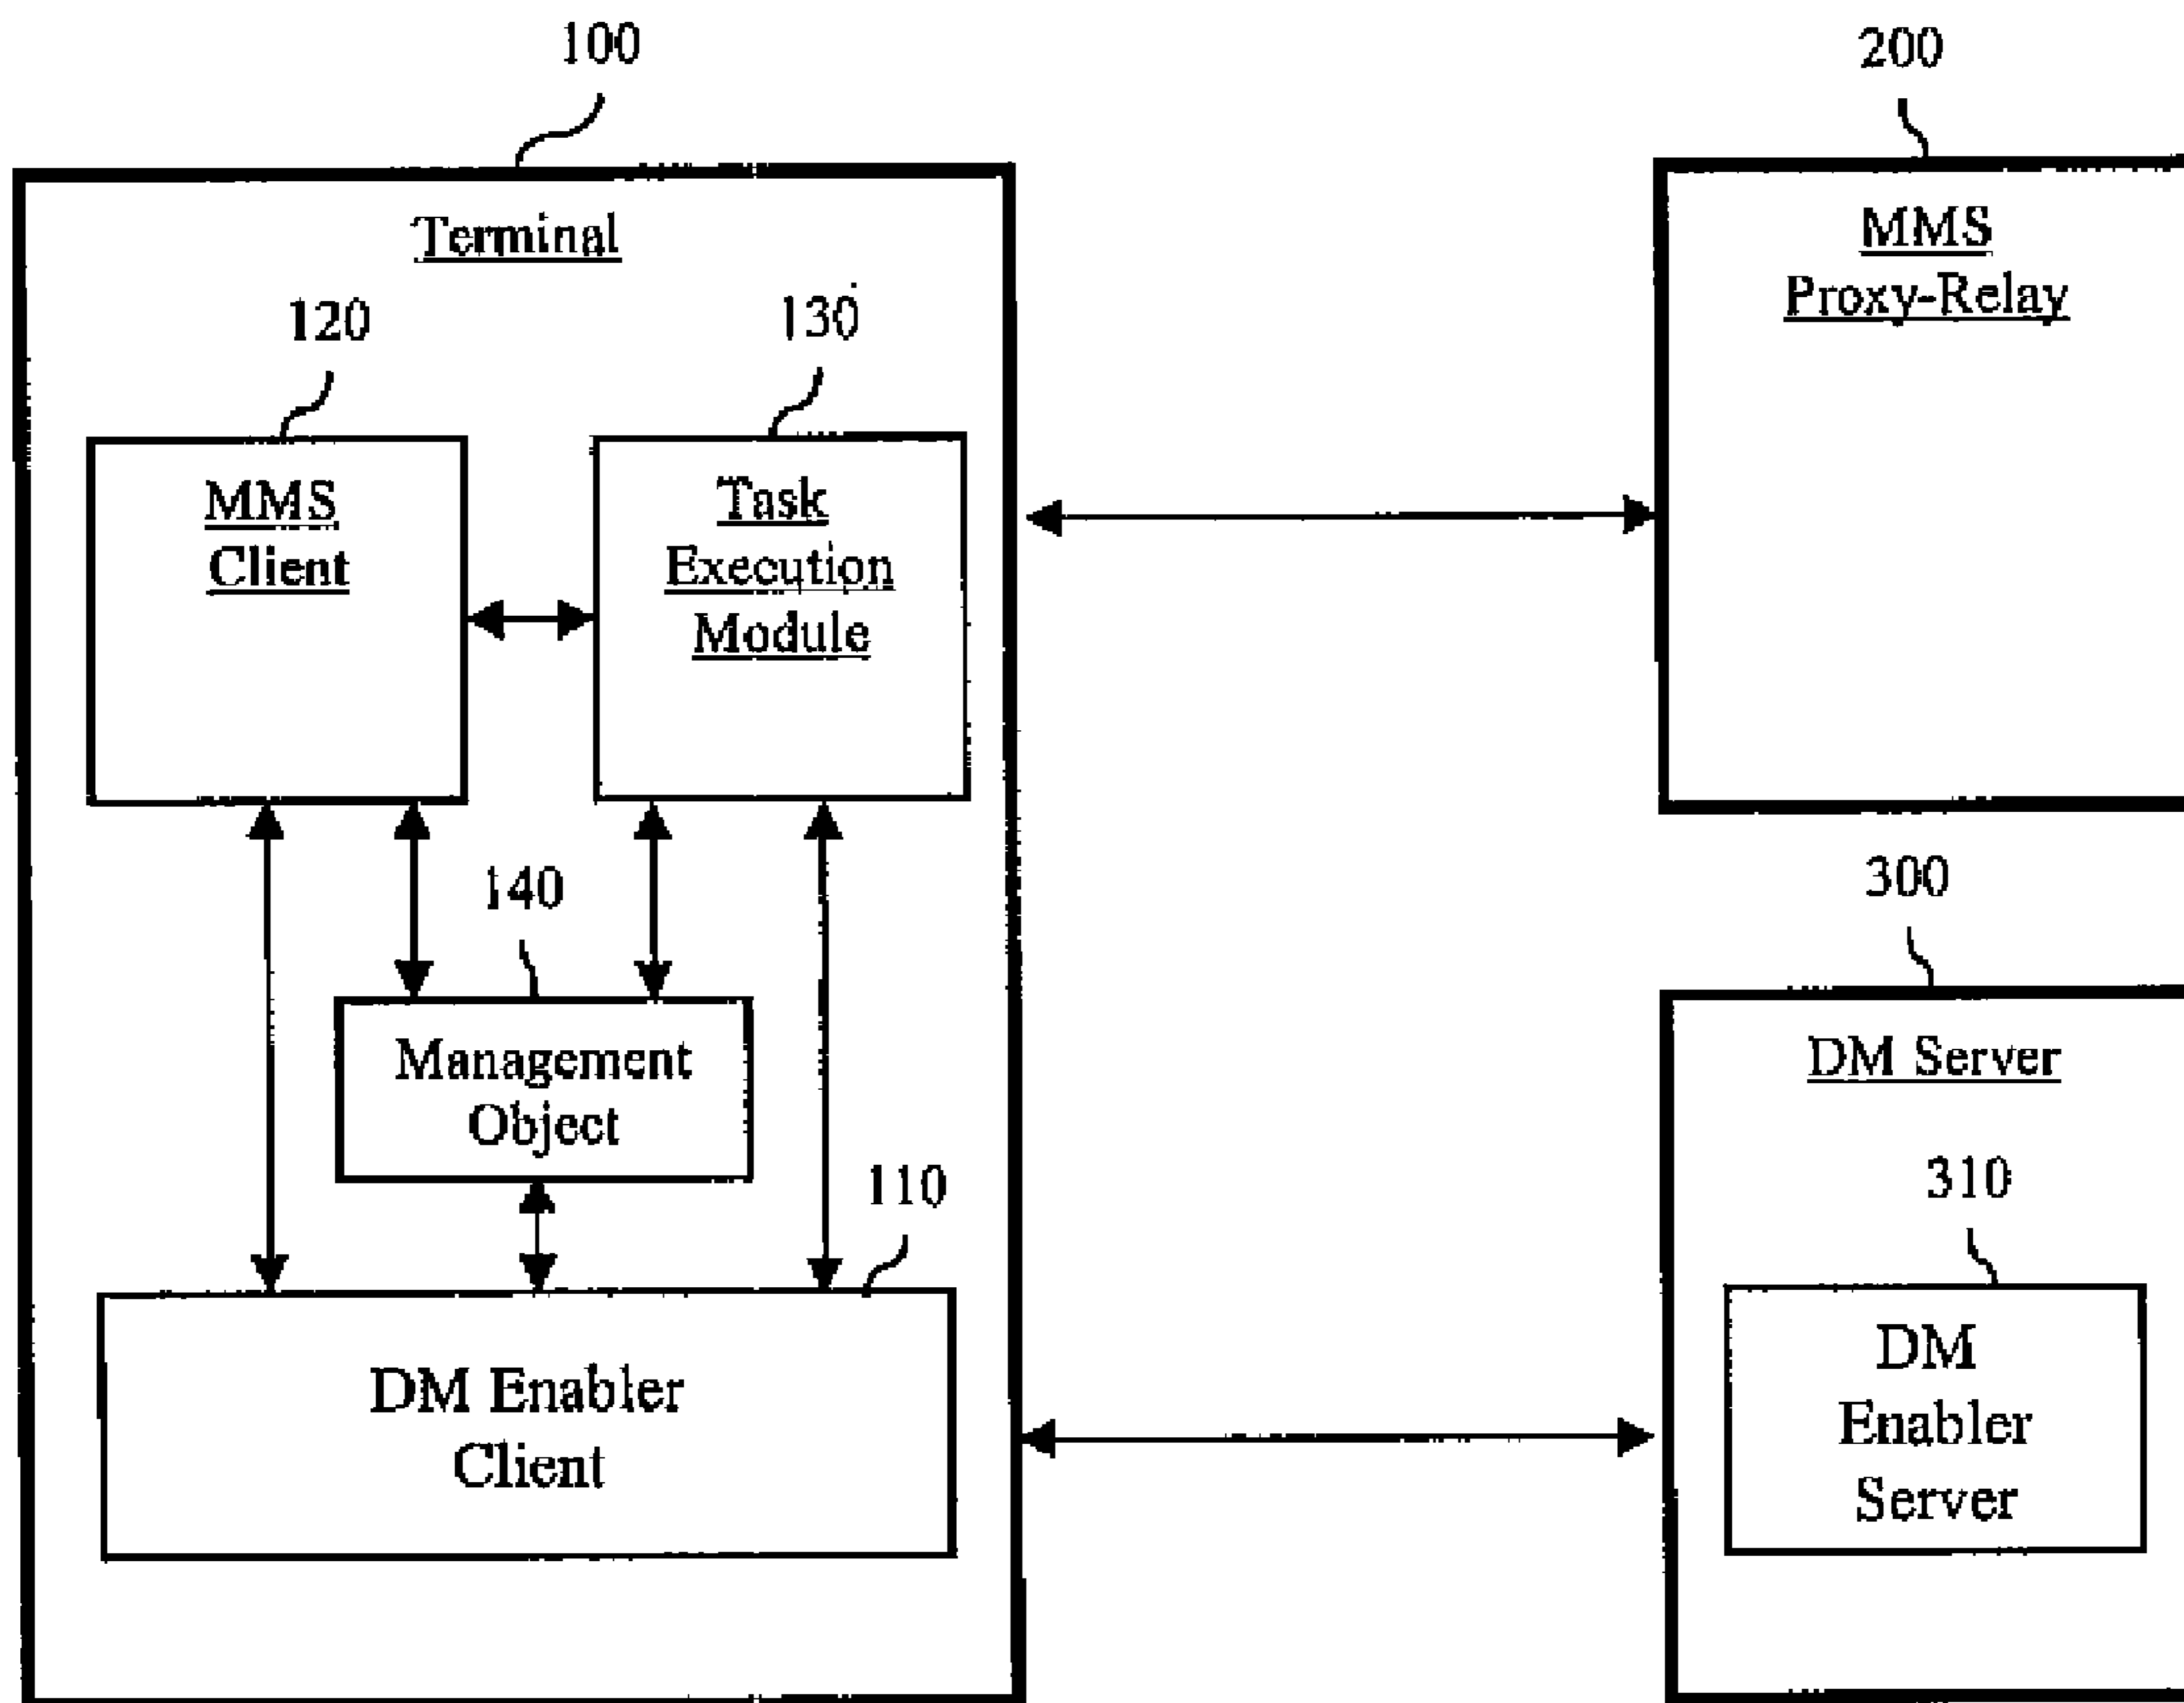 100
200
Terminal
MMS
Proxy-Relay
120
130
MMS
Client
Task
Execution
Module
140
300
Management
Object
DM Server
110
310
DM Enabler
Client
DM
Enabler
Server